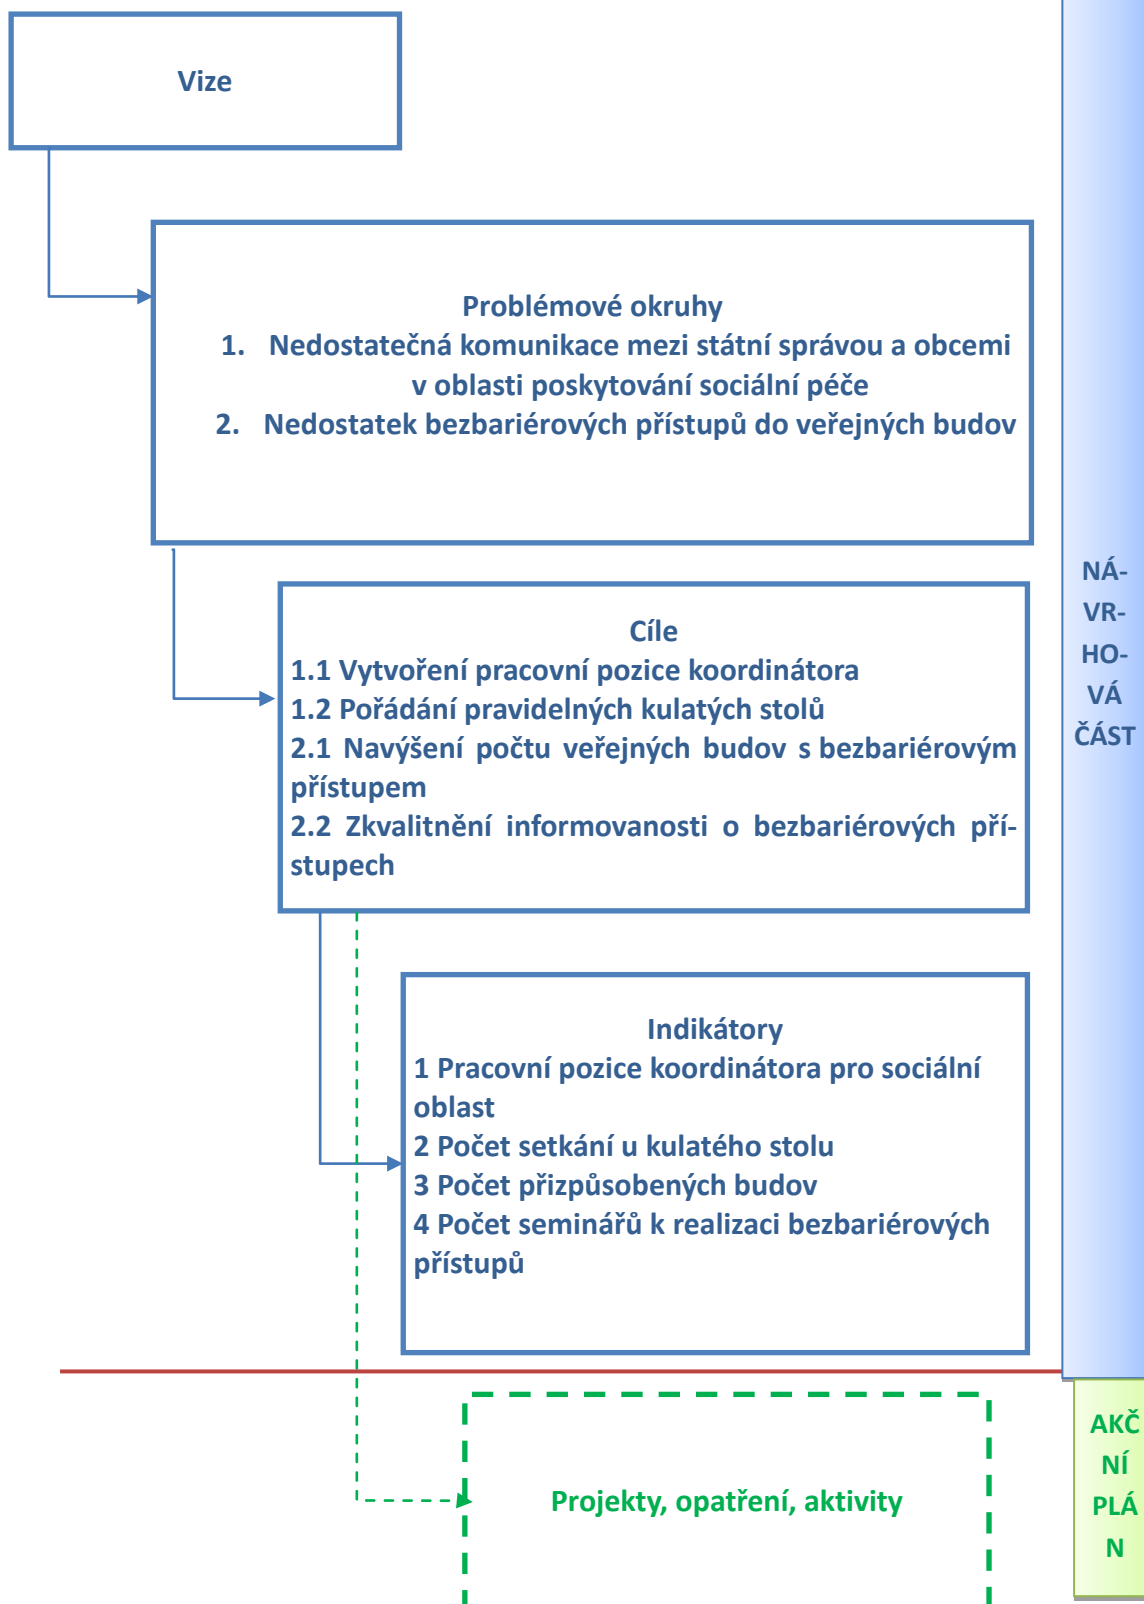 Vize
Problémové okruhy
1. Nedostatečná komunikace mezi státní správou a obcemi
v oblasti poskytování sociální péče
2. Nedostatek bezbariérových přístupů do veřejných budov
Cíle
1.1 Vytvoření pracovní pozice koordinátora
1.2 Pořádání pravidelných kulatých stolů
2.1 Navýšení počtu veřejných budov s bezbariérovým
přístupem
2.2 Zkvalitnění informovanosti o bezbariérových pří-
stupech
Indikátory
1 Pracovní pozice koordinátora pro sociální
oblast
2 Počet setkání u kulatého stolu
3 Počet přizpůsobených budov
4 Počet seminářů k realizaci bezbariérových
přístupů
NÁ-
VR-
HO-
VÁ
ČÁST
Projekty, opatření, aktivity
AKČ
NÍ
PLÁ
N